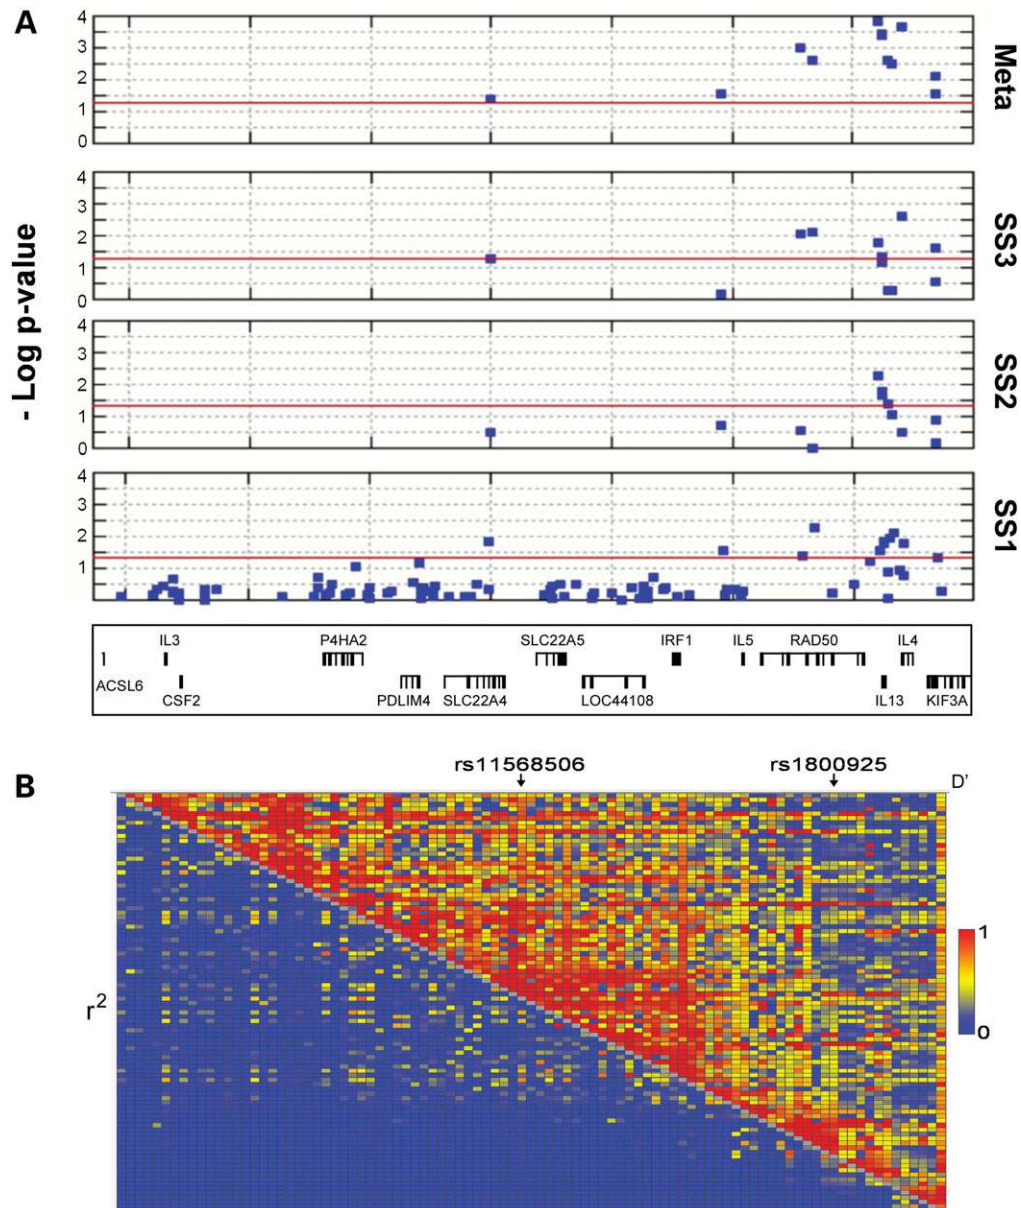 A
4
3
2
1
0
Meta
4
3
2
1
0
SS3
- Log p-value
4
3
2
1
0
SS2
4
3
2
1
SS1
IL3 P4HA2 SLC22A5 IRF1 IL5 RAD50 IL4
ACSL6 CSF2 PDLIM4 SLC22A4 LOC44108 IL13 KIF3A
B
rs11568506 rs1800925
D'
1
0
r²